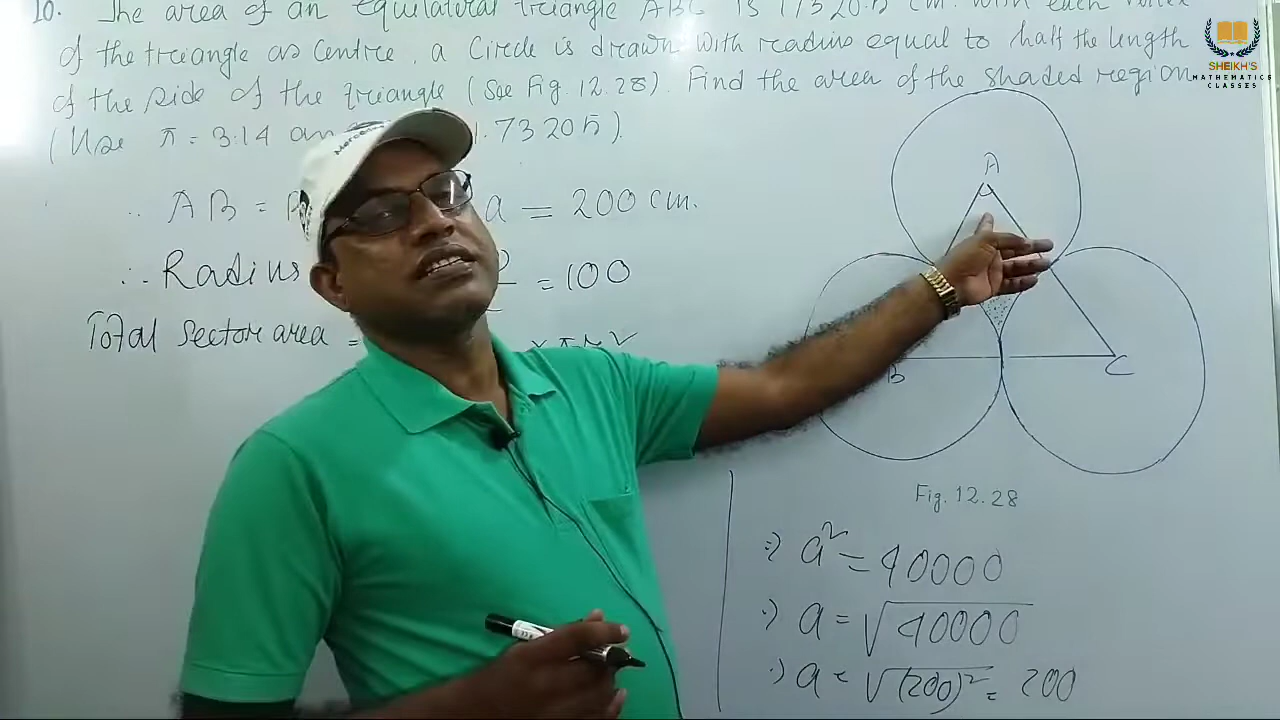 10. The area of an equilateral triangle ABC is 17320.5 cm². With each vertex
of the triangle as Centre, a Circle is drawn with radius equal to half the length
of the side of the triangle (See Fig. 12.28). Find the area of the shaded region.
(Use π = 3.14 an 1.73205).
∴ AB = B a = 200 cm.
∴ Radius = 100
Total Sector area = × πr²
A
B
C
Fig. 12.28
⇒ a² = 40000
⇒ a = √40000
⇒ a = √(200)² = 200
SHEIKH'S
MATHEMATICS
CLASSES